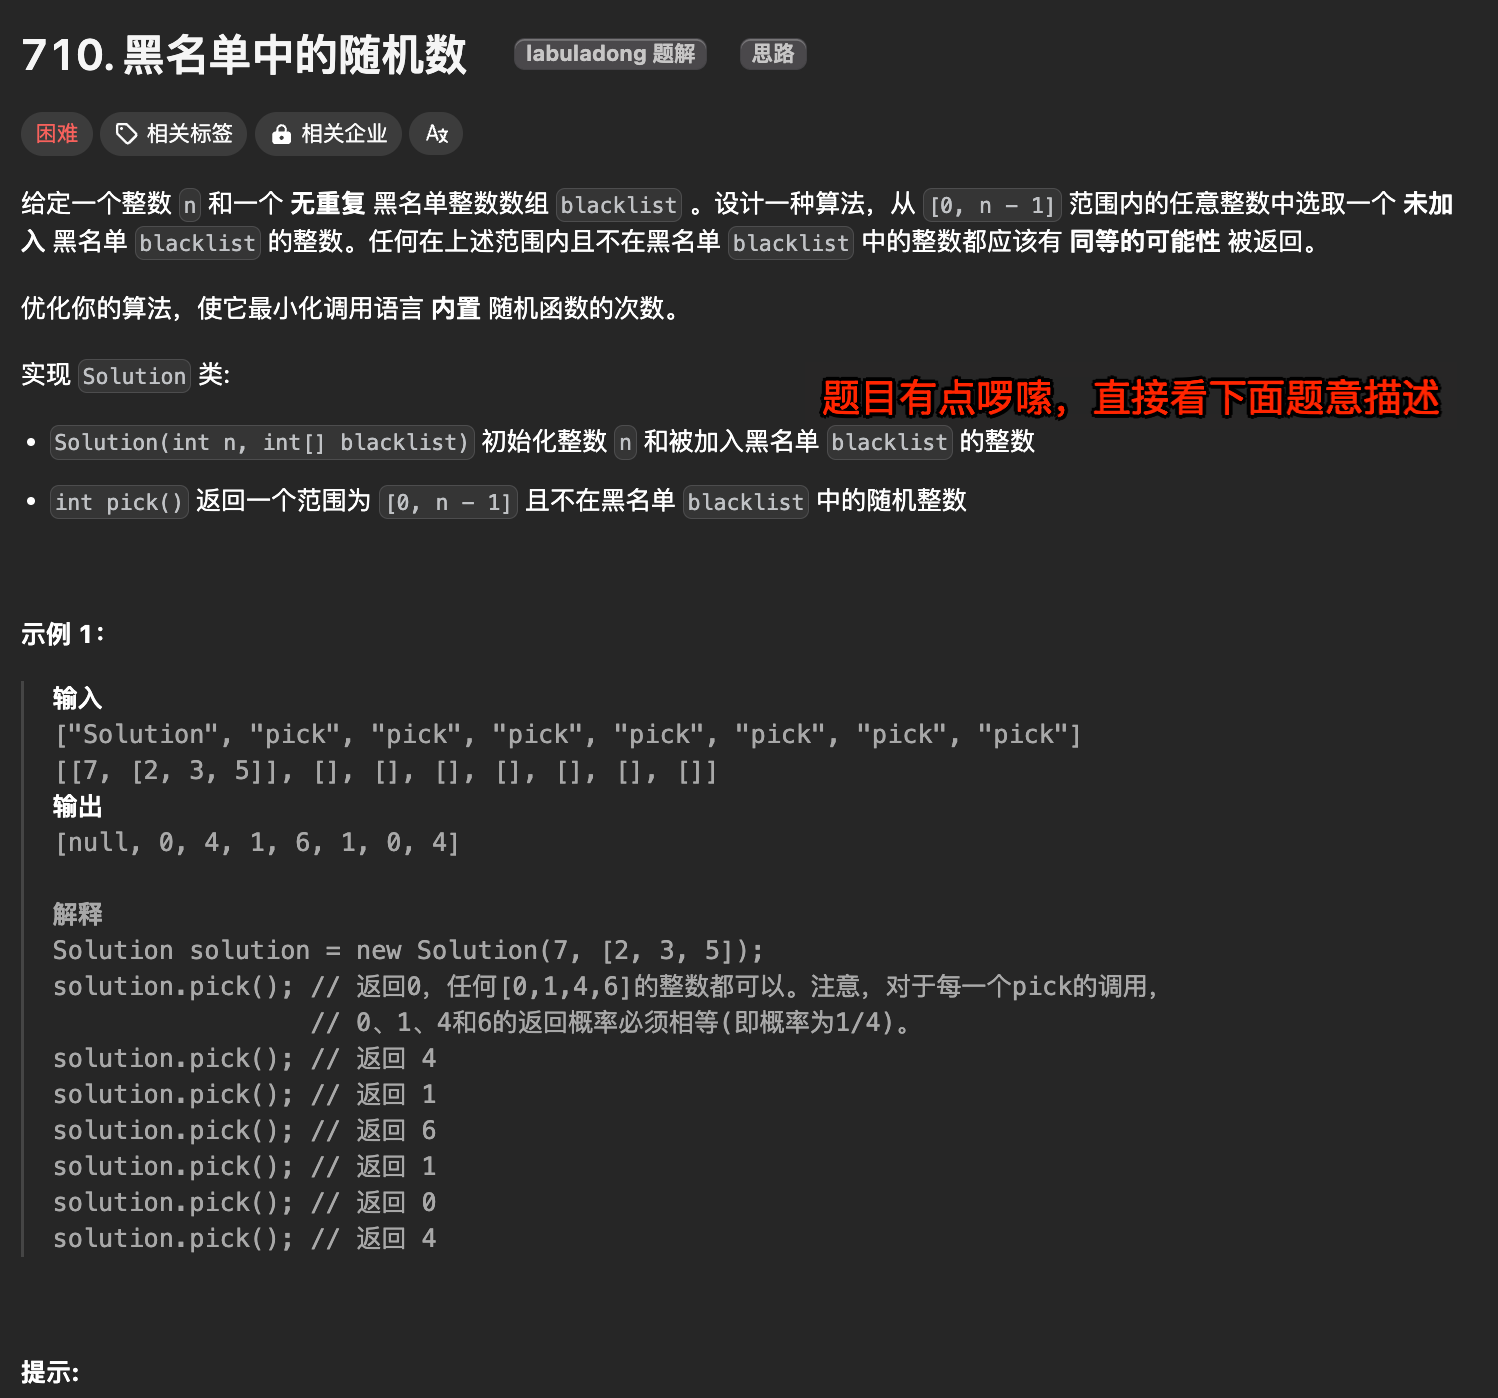 710. 黑名单中的随机数 labuladong 题解 思路
困难 相关标签 相关企业
给定一个整数 n 和一个 无重复 黑名单整数数组 blacklist 。设计一种算法，从 [0, n - 1] 范围内的任意整数中选取一个 未加
入 黑名单 blacklist 的整数。任何在上述范围内且不在黑名单 blacklist 中的整数都应该有 同等的可能性 被返回。
优化你的算法，使它最小化调用语言 内置 随机函数的次数。
实现 Solution 类:
题目有点啰嗦，直接看下面题意描述
• Solution(int n, int[] blacklist) 初始化整数 n 和被加入黑名单 blacklist 的整数
• int pick() 返回一个范围为 [0, n - 1] 且不在黑名单 blacklist 中的随机整数
示例 1：
输入
["Solution", "pick", "pick", "pick", "pick", "pick", "pick", "pick"]
[[7, [2, 3, 5]], [], [], [], [], [], [], []]
输出
[null, 0, 4, 1, 6, 1, 0, 4]
解释
Solution solution = new Solution(7, [2, 3, 5]);
solution.pick(); // 返回0，任何[0,1,4,6]的整数都可以。注意，对于每一个pick的调用，
// 0、1、4和6的返回概率必须相等(即概率为1/4)。
solution.pick(); // 返回 4
solution.pick(); // 返回 1
solution.pick(); // 返回 6
solution.pick(); // 返回 1
solution.pick(); // 返回 0
solution.pick(); // 返回 4
提示: